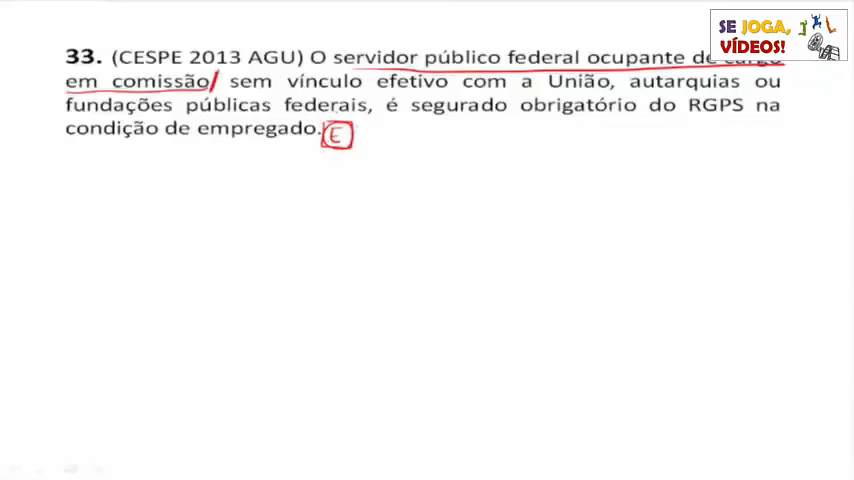 SE JOGA,
VÍDEOS!
33. (CESPE 2013 AGU) O servidor público federal ocupante de cargo
em comissão/ sem vínculo efetivo com a União, autarquias ou
fundações públicas federais, é segurado obrigatório do RGPS na
condição de empregado. E